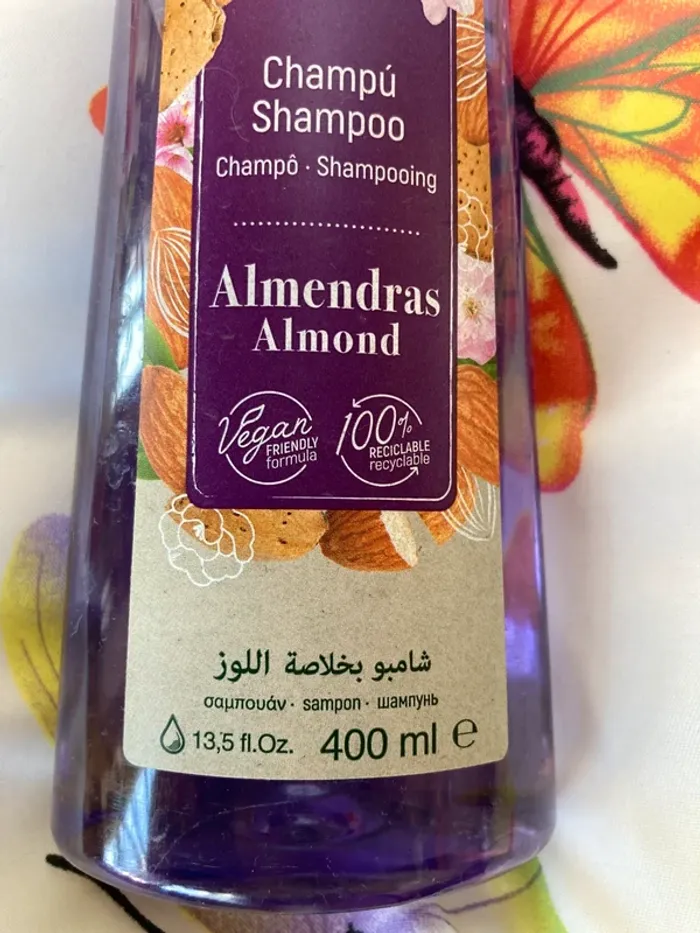 Champú
Shampoo
Champô · Shampooing
Almendras
Almond
Vegan
FRIENDLY
formula
100%
RECICLABLE
recyclable
شامبو بخلاصة اللوز
σαμπουάν · sampon · шампунь
13,5 fl.Oz. 400 ml ℮